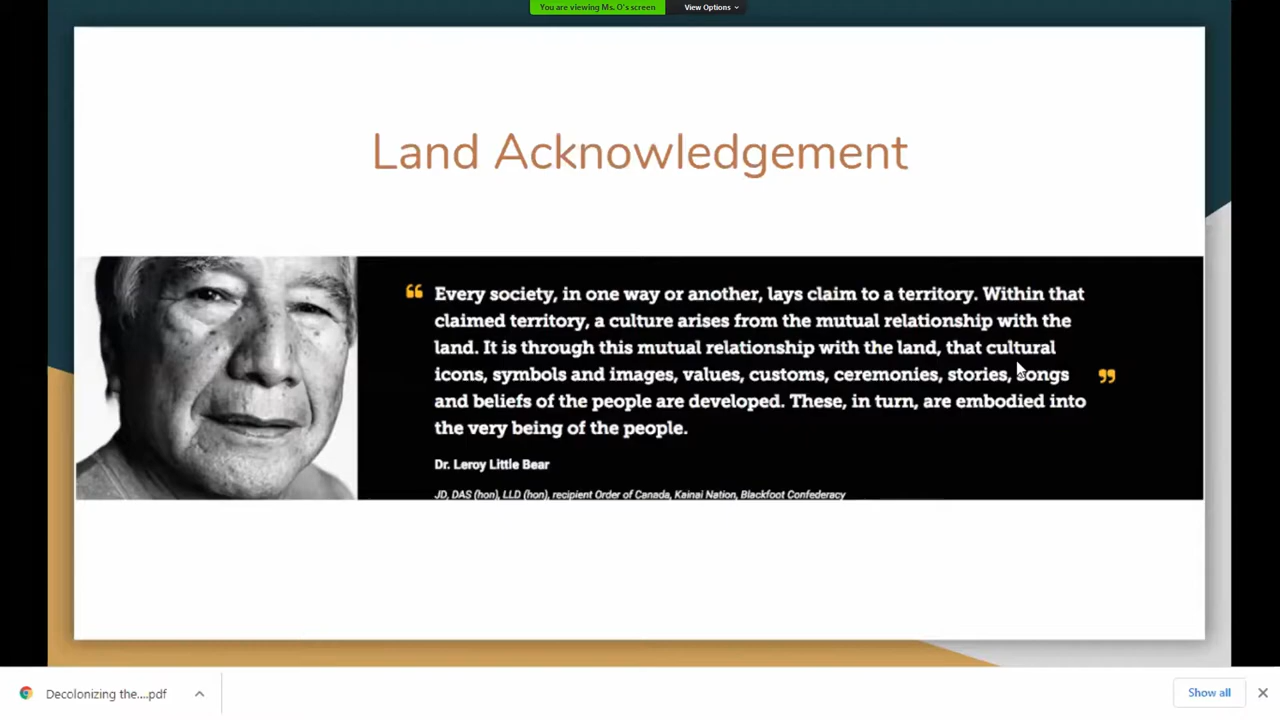 You are viewing Ms. O's screen View Options
Land Acknowledgement
“ Every society, in one way or another, lays claim to a territory. Within that
claimed territory, a culture arises from the mutual relationship with the
land. It is through this mutual relationship with the land, that cultural
icons, symbols and images, values, customs, ceremonies, stories, songs ”
and beliefs of the people are developed. These, in turn, are embodied into
the very being of the people.
Dr. Leroy Little Bear
JD, DAS (hon), LLD (hon), recipient Order of Canada, Kainai Nation, Blackfoot Confederacy
Decolonizing the....pdf Show all